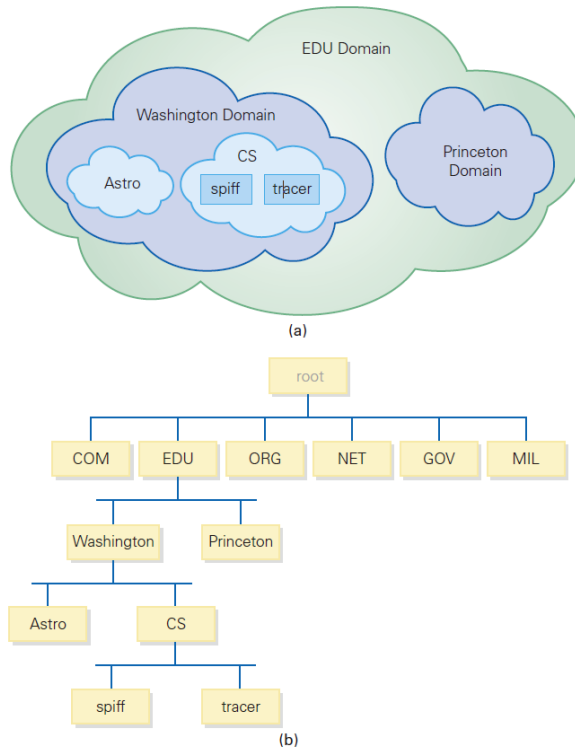 EDU Domain
Washington Domain
Astro
CS
spiff
tracer
Princeton
Domain
(a)
root
COM EDU ORG NET GOV MIL
Washington Princeton
Astro CS
spiff tracer
(b)